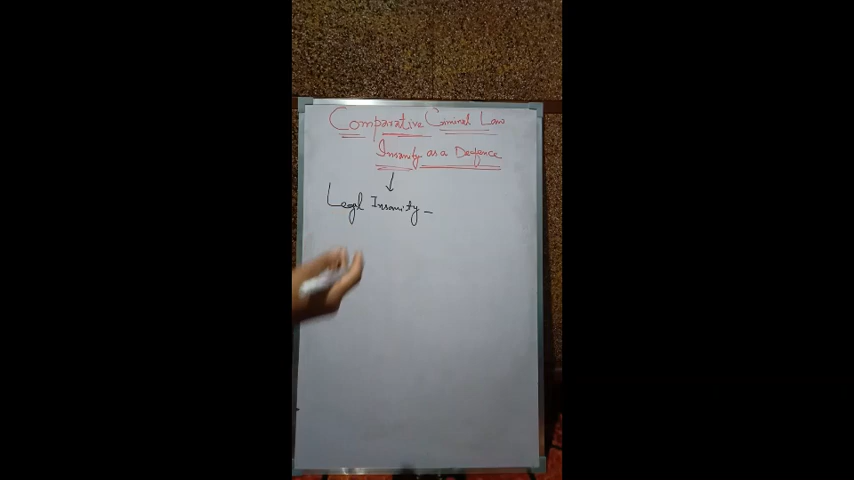 Comparative Criminal Law
Insanity as a Defence
Legal Insanity -